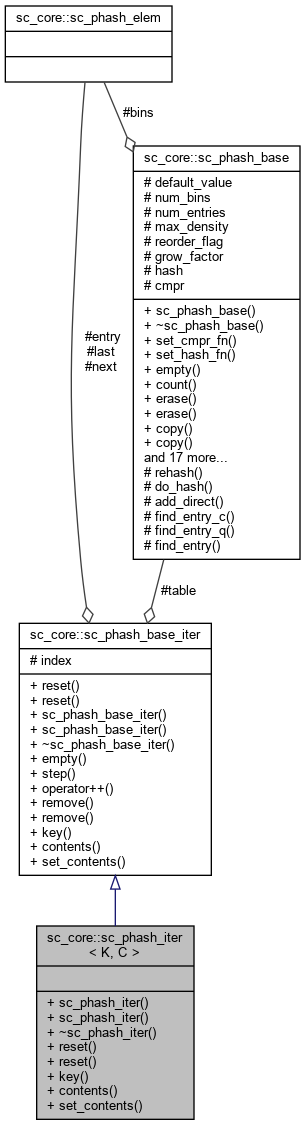 sc_core::sc_phash_elem
#bins
sc_core::sc_phash_base
# default_value
# num_bins
# num_entries
# max_density
# reorder_flag
# grow_factor
# hash
# cmpr
+ sc_phash_base()
+ ~sc_phash_base()
+ set_cmpr_fn()
+ set_hash_fn()
+ empty()
+ count()
+ erase()
+ erase()
+ copy()
+ copy()
and 17 more...
# rehash()
# do_hash()
# add_direct()
# find_entry_c()
# find_entry_q()
# find_entry()
#entry
#last
#next
#table
sc_core::sc_phash_base_iter
# index
+ reset()
+ reset()
+ sc_phash_base_iter()
+ sc_phash_base_iter()
+ ~sc_phash_base_iter()
+ empty()
+ step()
+ operator++()
+ remove()
+ remove()
+ key()
+ contents()
+ set_contents()
sc_core::sc_phash_iter
< K, C >
+ sc_phash_iter()
+ sc_phash_iter()
+ ~sc_phash_iter()
+ reset()
+ reset()
+ key()
+ contents()
+ set_contents()